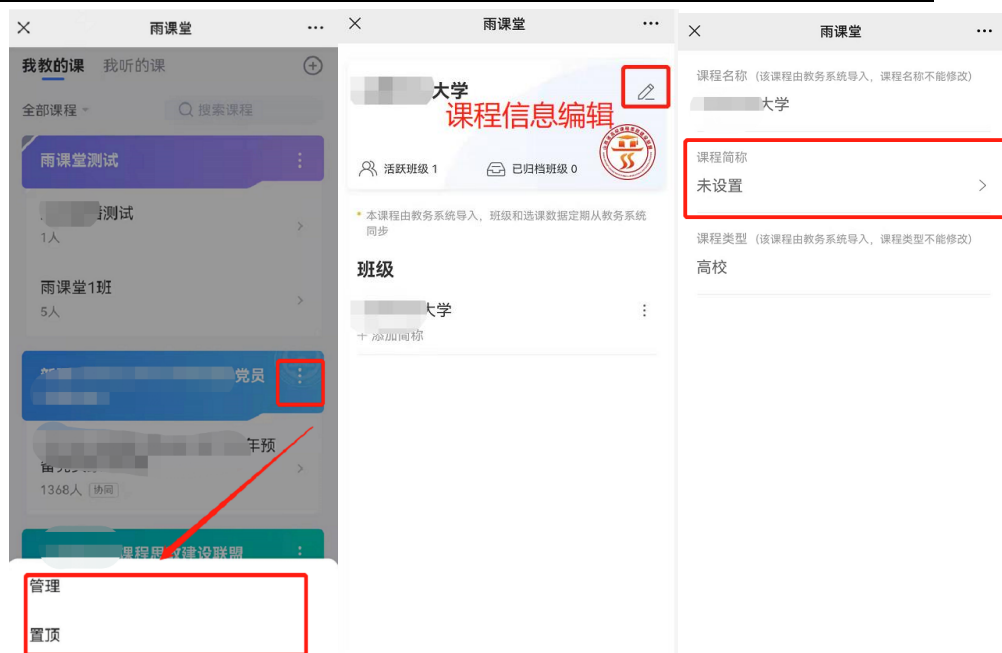 雨课堂
我教的课 我听的课
全部课程 搜索课程
雨课堂测试
测试
1人
雨课堂1班
5人
党员
年预
1368人 协同
课程思政建设联盟
管理
置顶
雨课堂
大学
课程信息编辑
活跃班级 1 已归档班级 0
* 本课程由教务系统导入，班级和选课数据定期从教务系统
同步
班级
大学
+ 添加简称
雨课堂
课程名称（该课程由教务系统导入，课程名称不能修改）
大学
课程简称
未设置
课程类型（该课程由教务系统导入，课程类型不能修改）
高校